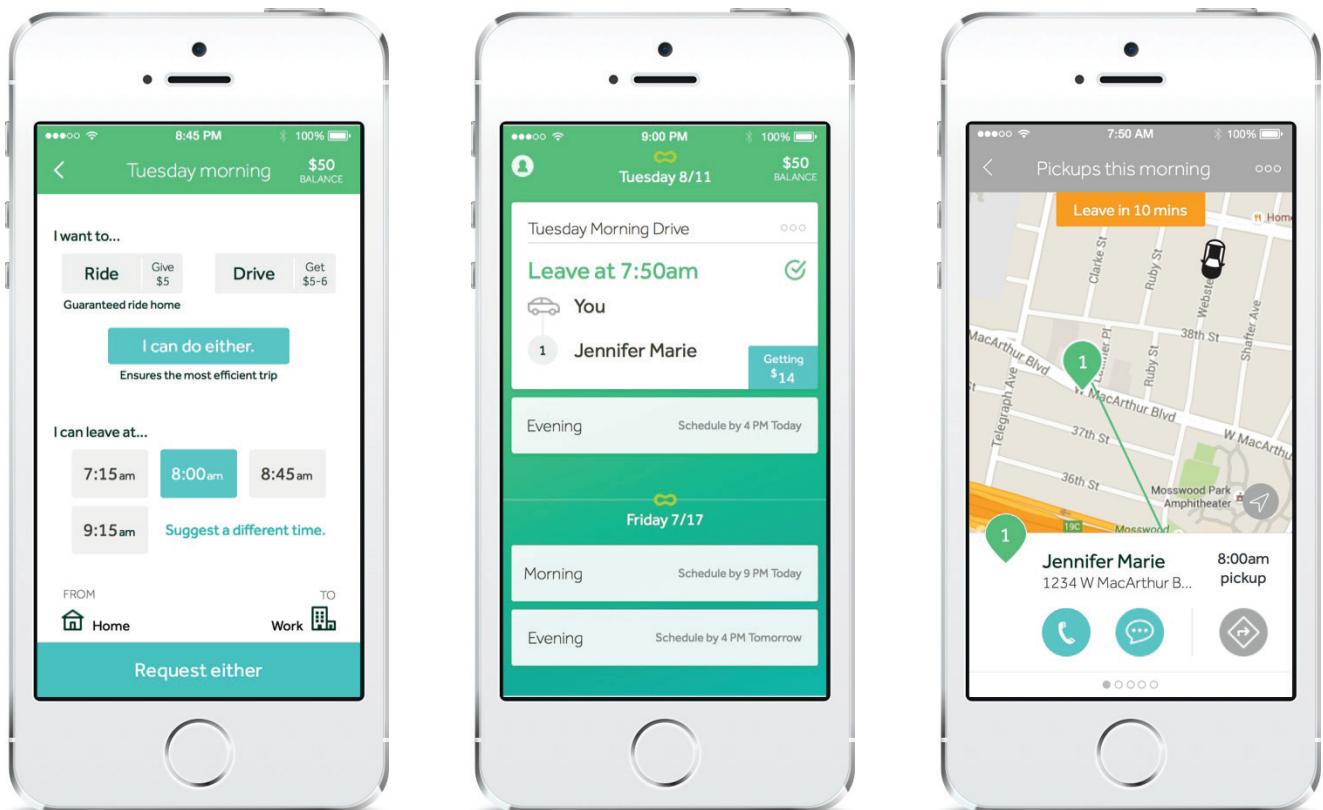 8:45 PM 100%
Tuesday morning $50
BALANCE
I want to...
Ride Give $5 Drive Get $5-6
Guaranteed ride home
I can do either.
Ensures the most efficient trip
I can leave at...
7:15am 8:00am 8:45am
9:15am Suggest a different time.
FROM TO
Home Work
Request either
9:00 PM 100%
Tuesday 8/11 $50
BALANCE
Tuesday Morning Drive
Leave at 7:50am
You
1 Jennifer Marie
Getting
$14
Evening Schedule by 4 PM Today
Friday 7/17
Morning Schedule by 9 PM Today
Evening Schedule by 4 PM Tomorrow
7:50 AM 100%
Pickups this morning
Leave in 10 mins
Clarke St
Ruby St
Webster
38th St
Shafter Ave
MacArthur Blvd
1
Ruby St
W MacArthur Blvd
Telegraph Ave
37th St
W MacArthu
36th St
Mosswood Park
Amphitheater
19C
Mosswood
1
Jennifer Marie 8:00am
1234 W MacArthur B... pickup